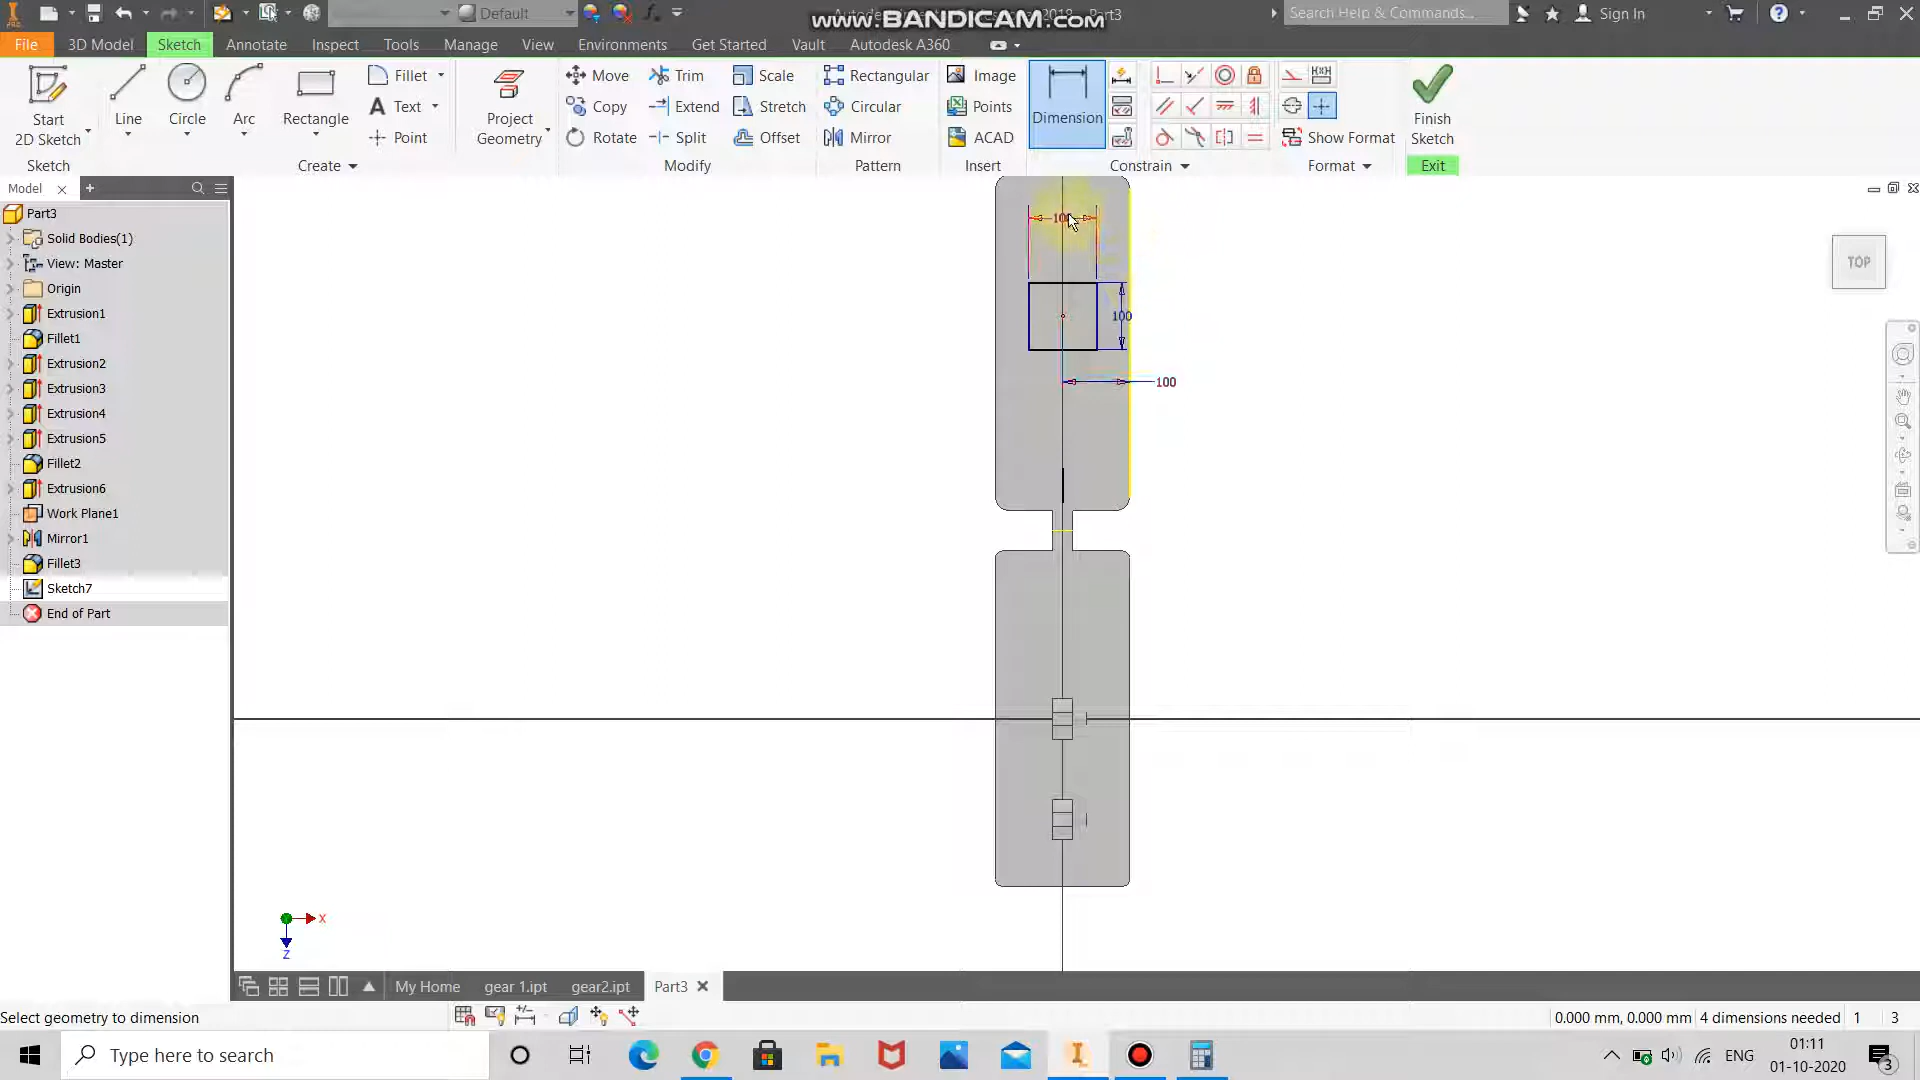 Default
Autodesk
www.BANDICAM.com
2018
Part3
Search Help & Commands...
Sign In
File
3D Model
Sketch
Annotate
Inspect
Tools
Manage
View
Environments
Get Started
Vault
Autodesk A360
Start
2D Sketch
Line
Circle
Arc
Rectangle
Fillet
Text
Point
Project
Geometry
Move
Copy
Rotate
Trim
Extend
Split
Scale
Stretch
Offset
Rectangular
Circular
Mirror
Image
Points
ACAD
Dimension
Show Format
Finish
Sketch
Sketch
Create
Modify
Pattern
Insert
Constrain
Format
Exit
Model
Part3
Solid Bodies(1)
View: Master
Origin
Extrusion1
Fillet1
Extrusion2
Extrusion3
Extrusion4
Extrusion5
Fillet2
Extrusion6
Work Plane1
Mirror1
Fillet3
Sketch7
End of Part
100
100
TOP
X
Z
My Home
gear 1.ipt
gear2.ipt
Part3
Select geometry to dimension
0.000 mm, 0.000 mm
4 dimensions needed
1
3
Type here to search
ENG
01:11
01-10-2020
3